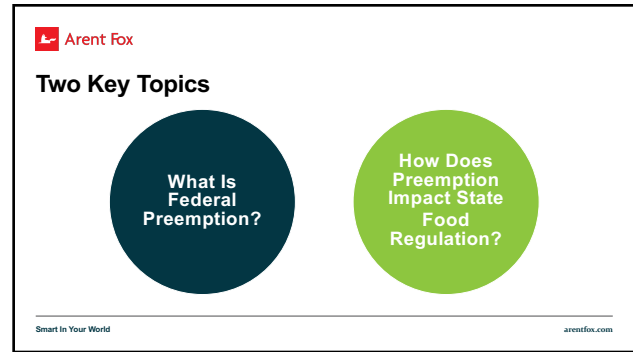 Arent Fox
Two Key Topics
What Is
Federal
Preemption?
How Does
Preemption
Impact State
Food
Regulation?
Smart In Your World
arentfox.com